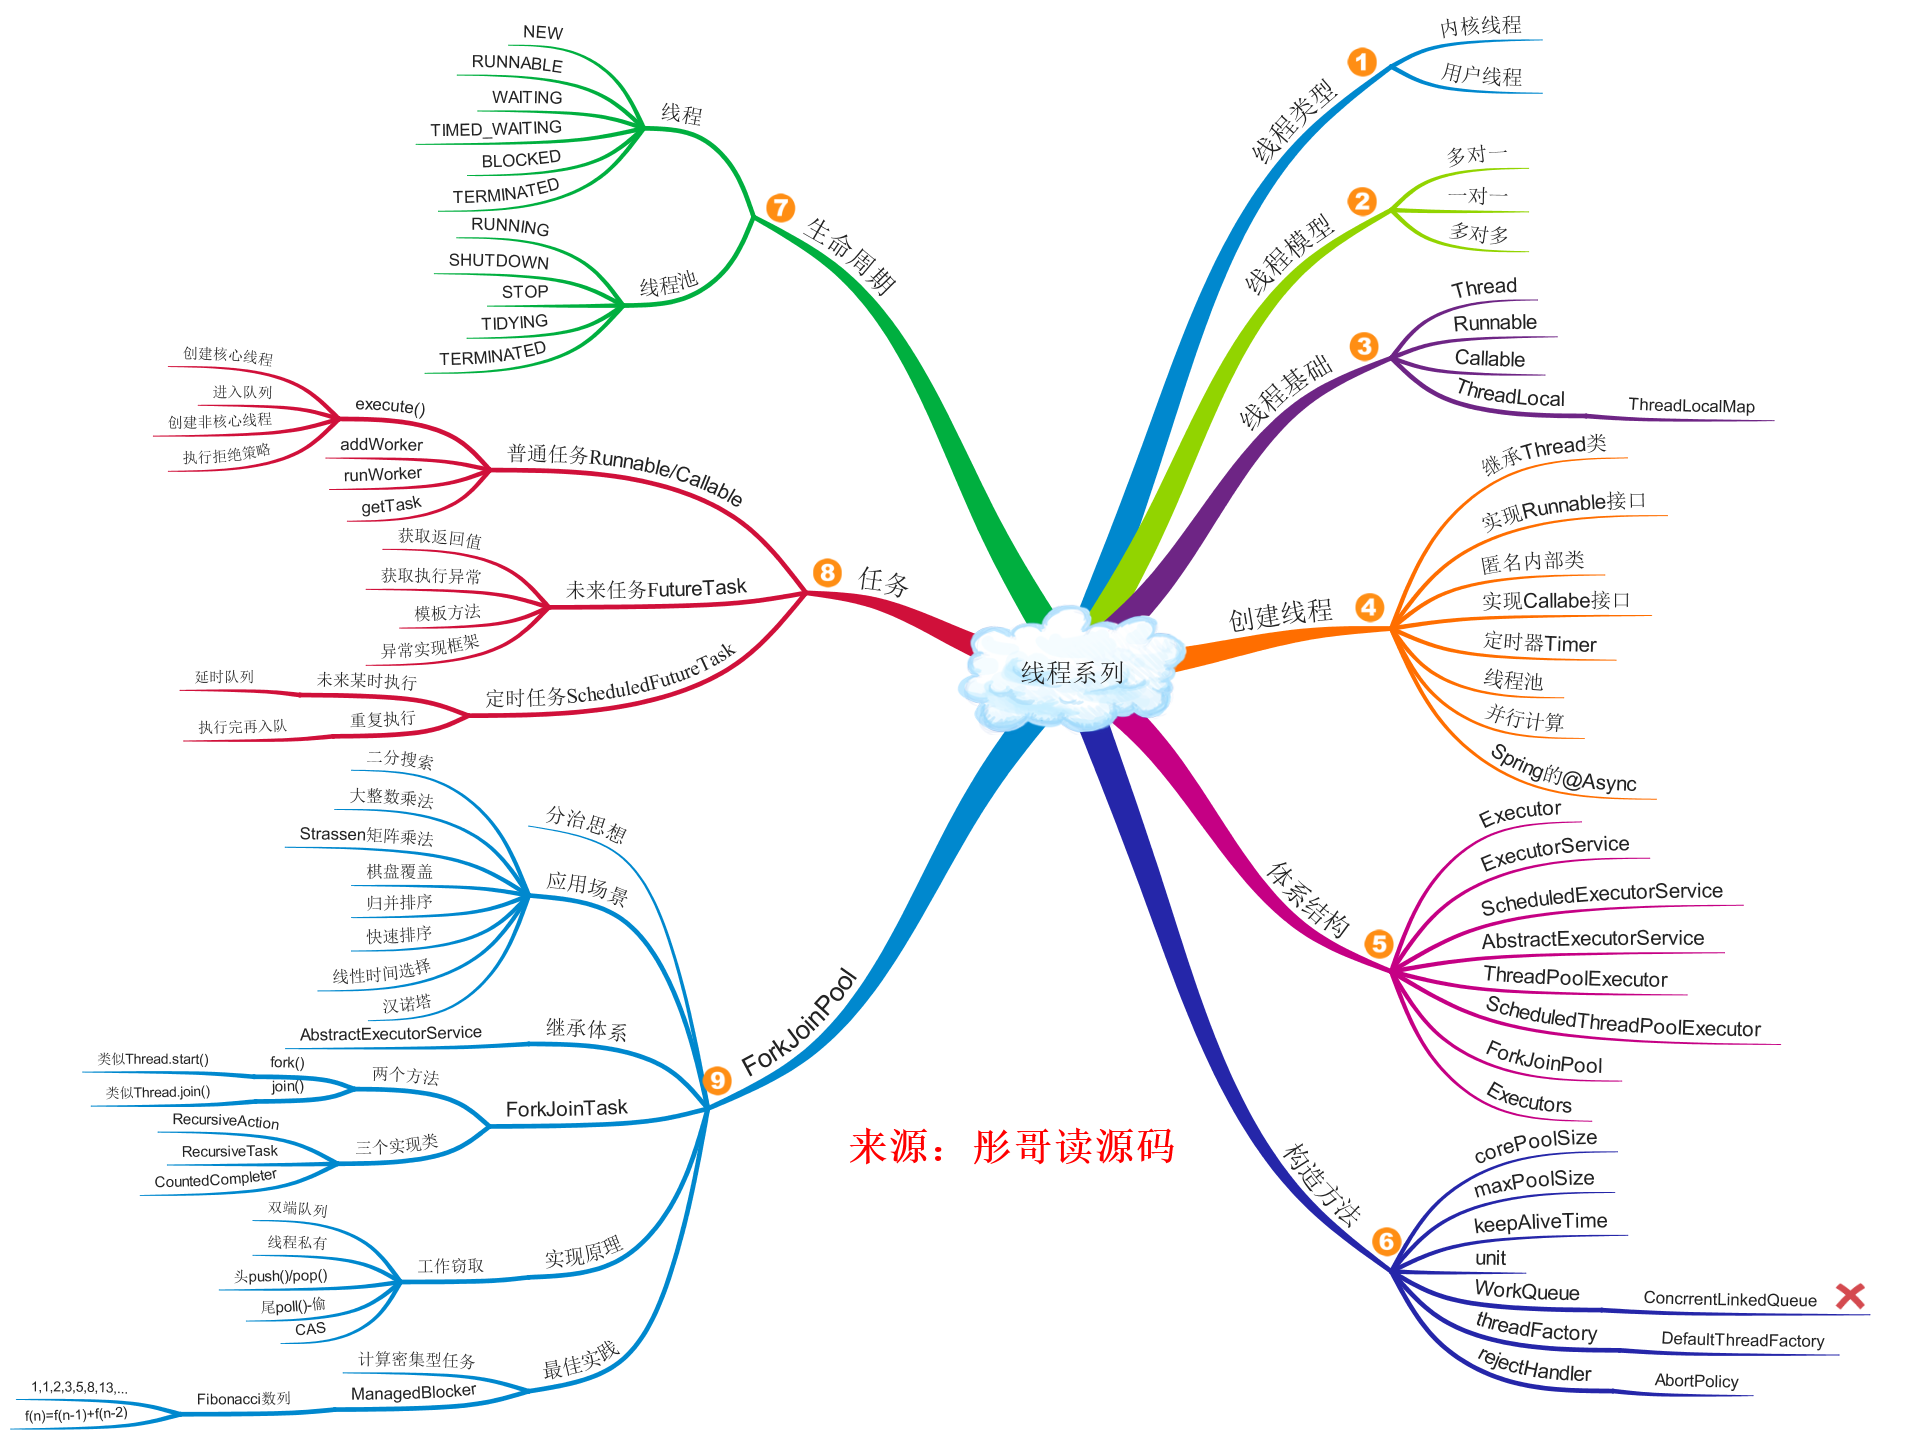 线程系列
1
线程类型
内核线程
用户线程
2
线程模型
多对一
一对一
多对多
3
线程基础
Thread
Runnable
Callable
ThreadLocal
ThreadLocalMap
4
创建线程
继承Thread类
实现Runnable接口
匿名内部类
实现Callabe接口
定时器Timer
线程池
并行计算
Spring的@Async
5
体系结构
Executor
ExecutorService
ScheduledExecutorService
AbstractExecutorService
ThreadPoolExecutor
ScheduledThreadPoolExecutor
ForkJoinPool
Executors
6
构造方法
corePoolSize
maxPoolSize
keepAliveTime
unit
WorkQueue
ConcrrentLinkedQueue
threadFactory
DefaultThreadFactory
rejectHandler
AbortPolicy
7
生命周期
线程
NEW
RUNNABLE
WAITING
TIMED_WAITING
BLOCKED
TERMINATED
线程池
RUNNING
SHUTDOWN
STOP
TIDYING
TERMINATED
8
任务
普通任务Runnable/Callable
execute()
创建核心线程
进入队列
创建非核心线程
执行拒绝策略
addWorker
runWorker
getTask
未来任务FutureTask
获取返回值
获取执行异常
模板方法
异常实现框架
定时任务ScheduledFutureTask
未来某时执行
延时队列
重复执行
执行完再入队
9
ForkJoinPool
分治思想
应用场景
二分搜索
大整数乘法
Strassen矩阵乘法
棋盘覆盖
归并排序
快速排序
线性时间选择
汉诺塔
继承体系
AbstractExecutorService
ForkJoinTask
两个方法
fork()
类似Thread.start()
join()
类似Thread.join()
三个实现类
RecursiveAction
RecursiveTask
CountedCompleter
实现原理
工作窃取
双端队列
线程私有
头push()/pop()
尾poll()-偷
CAS
最佳实践
计算密集型任务
ManagedBlocker
Fibonacci数列
1,1,2,3,5,8,13,...
f(n)=f(n-1)+f(n-2)
来源：彤哥读源码